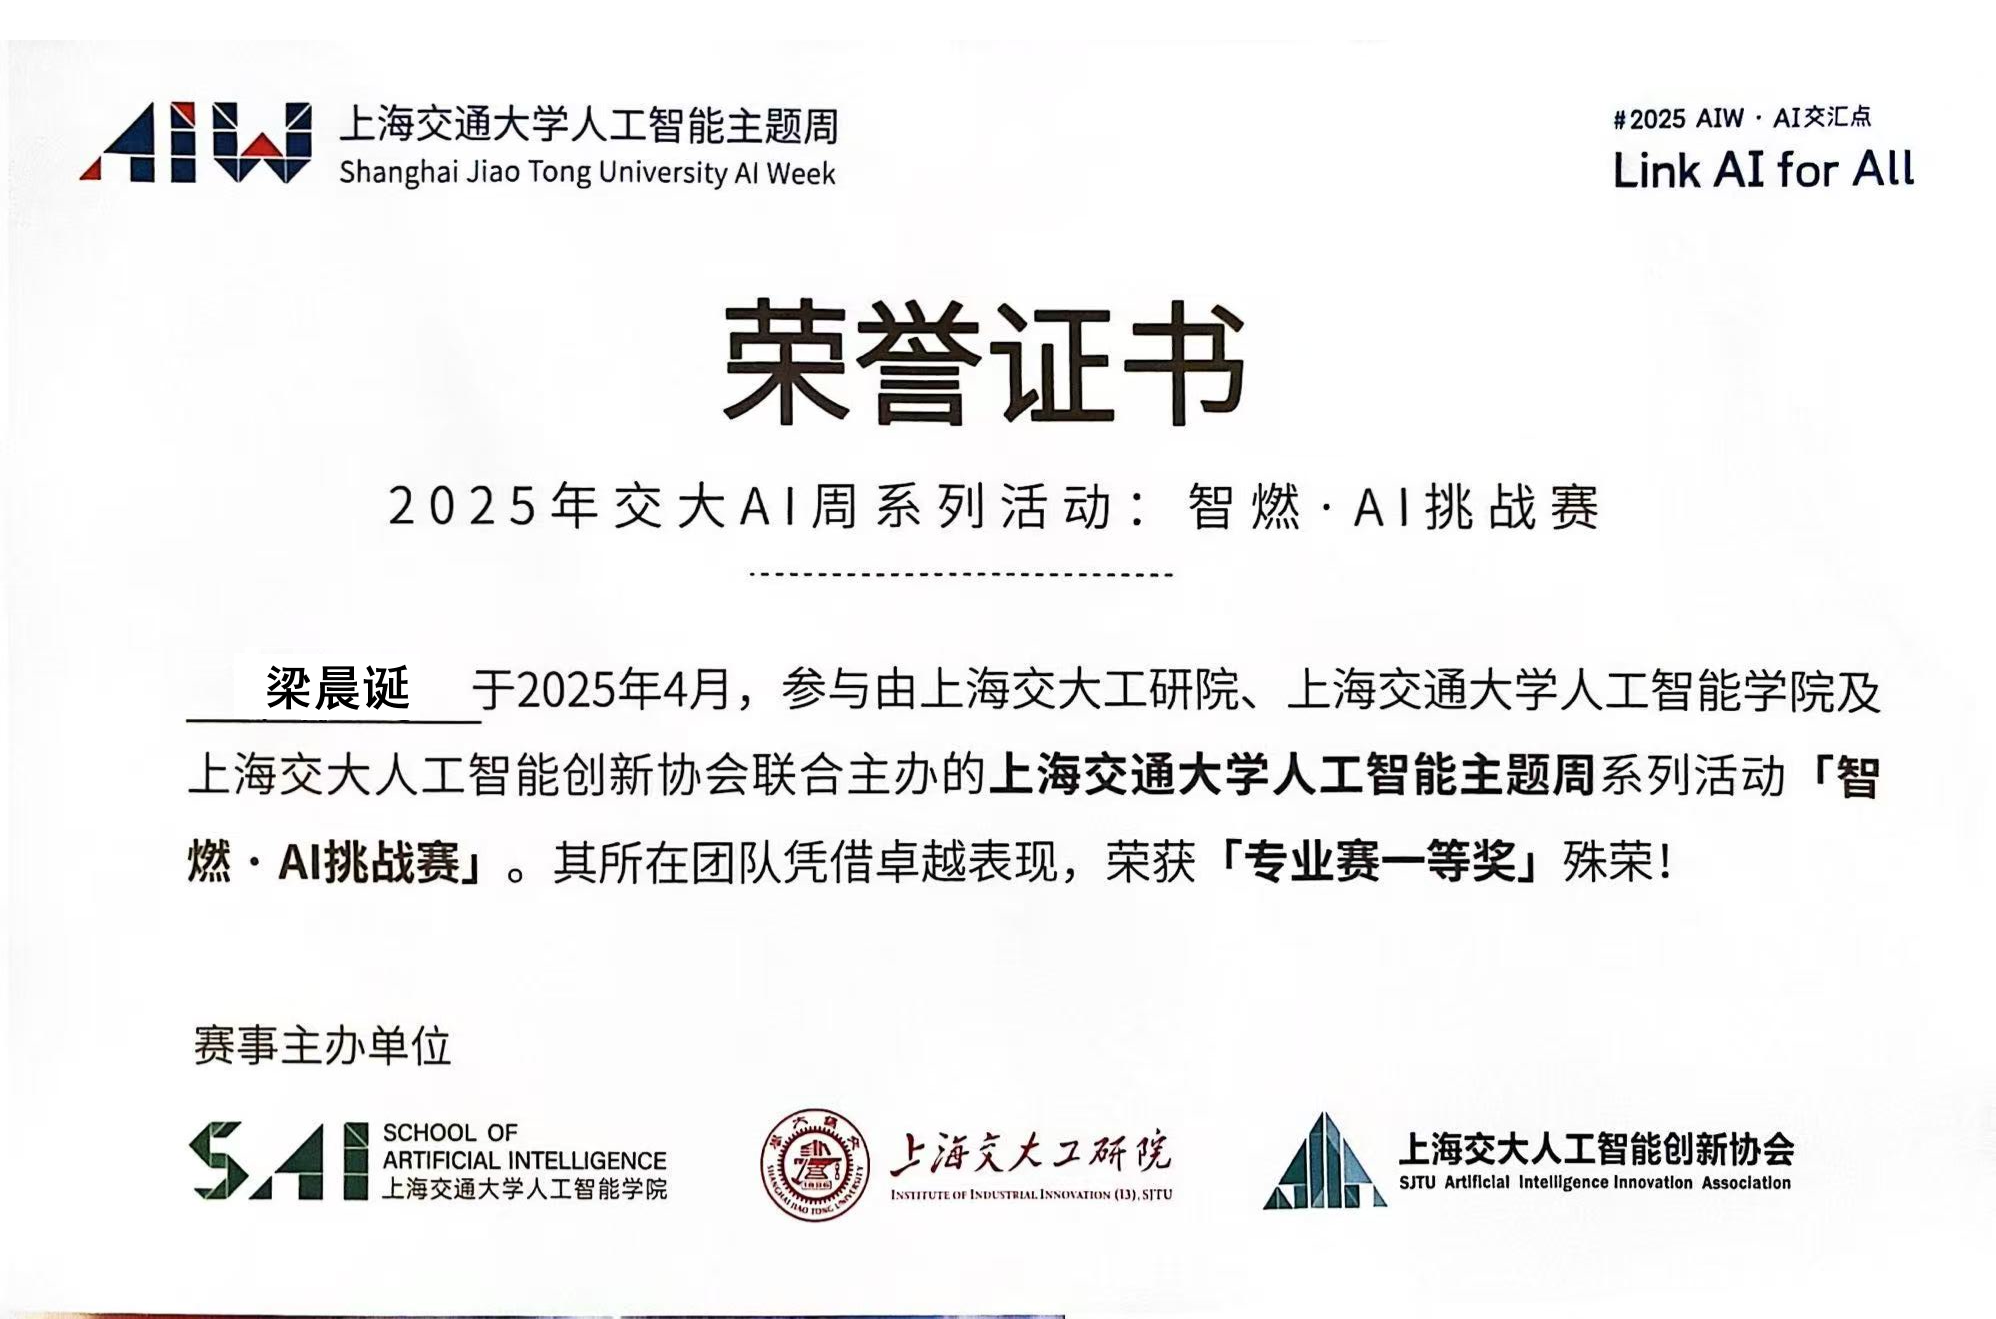 AIW
上海交通大学人工智能主题周
Shanghai Jiao Tong University AI Week
#2025 AIW · AI交汇点
Link AI for All
荣誉证书
2025年交大AI周系列活动：智燃·AI挑战赛
梁晨诞 于2025年4月，参与由上海交大工研院、上海交通大学人工智能学院及
上海交大人工智能创新协会联合主办的上海交通大学人工智能主题周系列活动「智
燃·AI挑战赛」。其所在团队凭借卓越表现，荣获「专业赛一等奖」殊荣！
赛事主办单位
SAI
SCHOOL OF
ARTIFICIAL INTELLIGENCE
上海交通大学人工智能学院
SHANGHAI JIAO TONG UNIVERSITY
1896
上海交大工研院
INSTITUTE OF INDUSTRIAL INNOVATION (I3), SJTU
上海交大人工智能创新协会
SJTU Artificial Intelligence Innovation Association